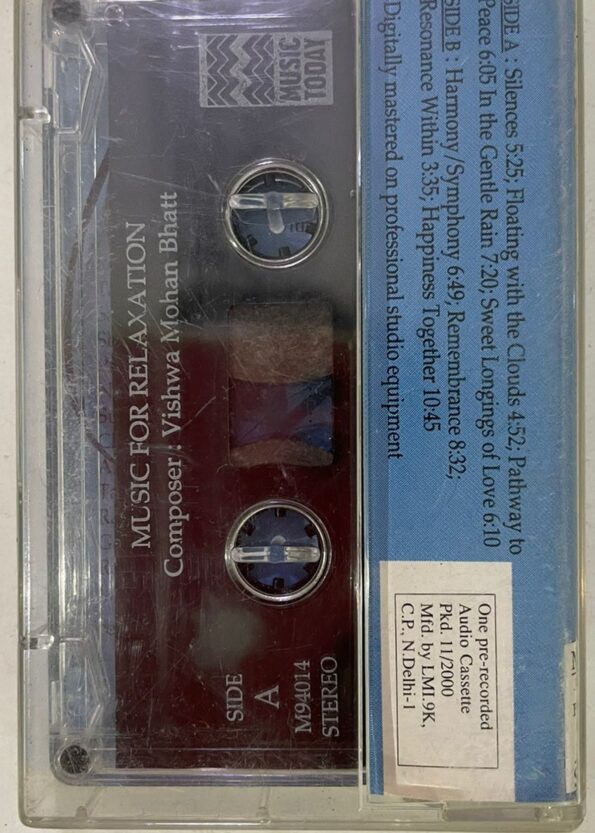 SIDE A : Silences 5:25; Floating with the Clouds 4:52; Pathway to
Peace 6:05 In the Gentle Rain 7:20; Sweet Longings of Love 6:10
SIDE B : Harmony/Symphony 6:49; Remembrance 8:32;
Resonance Within 3:35; Happiness Together 10:45
Digitally mastered on professional studio equipment
One pre-recorded
Audio Cassette
Pkd. 11/2000
Mfd. by LMI.9K,
C.P., N.Delhi-1
MUSIC
TODAY
MUSIC FOR RELAXATION
Composer : Vishwa Mohan Bhatt
SIDE
A
M94014
STEREO